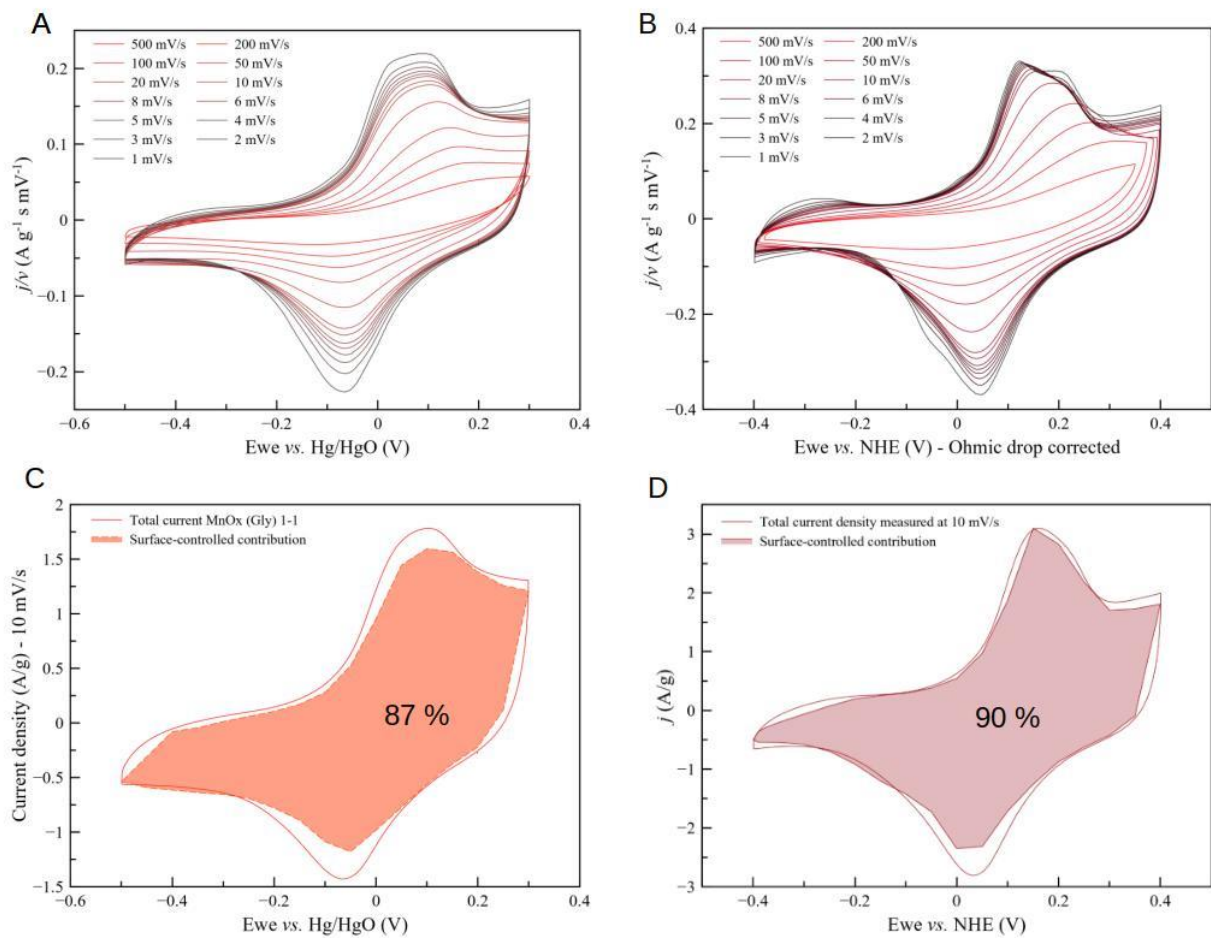 A
500 mV/s 200 mV/s
100 mV/s 50 mV/s
20 mV/s 10 mV/s
8 mV/s 6 mV/s
5 mV/s 4 mV/s
3 mV/s 2 mV/s
1 mV/s
j/v (A g⁻¹ s mV⁻¹)
0.2
0.1
0
−0.1
−0.2
−0.6 −0.4 −0.2 0 0.2 0.4
Ewe vs. Hg/HgO (V)
B
500 mV/s 200 mV/s
100 mV/s 50 mV/s
20 mV/s 10 mV/s
8 mV/s 6 mV/s
5 mV/s 4 mV/s
3 mV/s 2 mV/s
1 mV/s
j/v (A g⁻¹ s mV⁻¹)
0.4
0.2
0
−0.2
−0.4
−0.4 −0.2 0 0.2 0.4
Ewe vs. NHE (V) - Ohmic drop corrected
C
Total current MnOx (Gly) 1-1
Surface-controlled contribution
Current density (A/g) - 10 mV/s
2
1.5
1
0.5
0
−0.5
−1
−1.5
87 %
−0.6 −0.4 −0.2 0 0.2 0.4
Ewe vs. Hg/HgO (V)
D
Total current density measured at 10 mV/s
Surface-controlled contribution
j (A/g)
3
2
1
0
−1
−2
−3
90 %
−0.4 −0.2 0 0.2 0.4
Ewe vs. NHE (V)